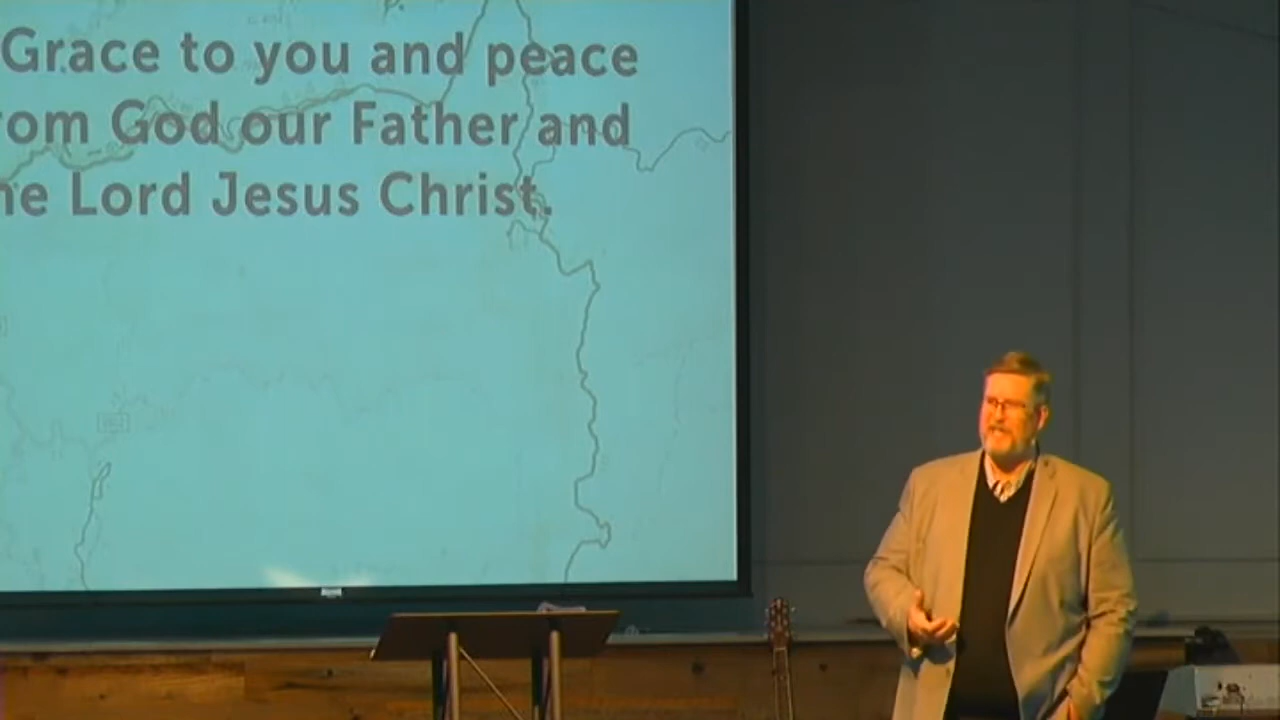 Grace to you and peace
rom God our Father and
he Lord Jesus Christ.